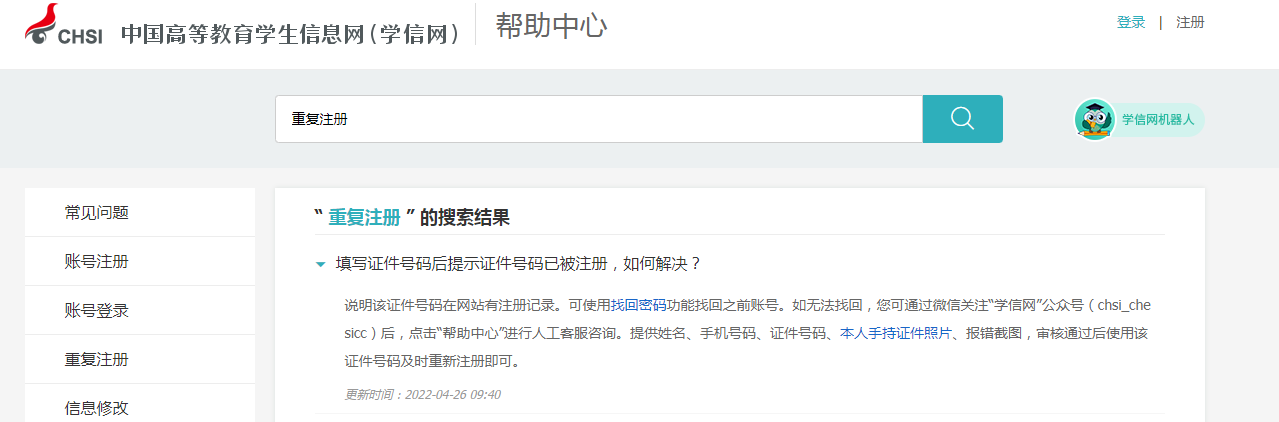 CHSI 中国高等教育学生信息网(学信网) 帮助中心 登录 | 注册
重复注册 学信网机器人
常见问题
账号注册
账号登录
重复注册
信息修改
“ 重复注册 ” 的搜索结果
填写证件号码后提示证件号码已被注册，如何解决？
说明该证件号码在网站有注册记录。可使用找回密码功能找回之前账号。如无法找回，您可通过微信关注“学信网”公众号（chsi_che
sicc）后，点击“帮助中心”进行人工客服咨询。提供姓名、手机号码、证件号码、本人手持证件照片、报错截图，审核通过后使用该
证件号码及时重新注册即可。
更新时间：2022-04-26 09:40